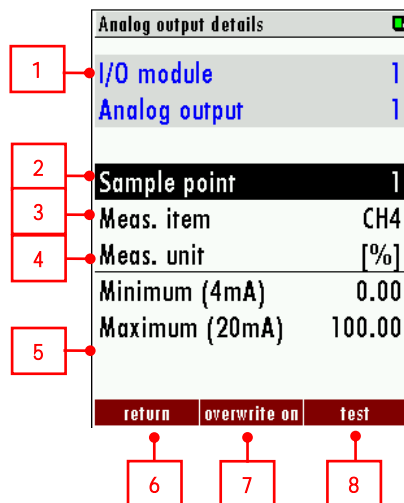 Analog output details
1 I/O module 1
Analog output 1
2 Sample point 1
3 Meas. item CH4
4 Meas. unit [%]
Minimum (4mA) 0.00
Maximum (20mA) 100.00
5
return overwrite on test
6 7 8